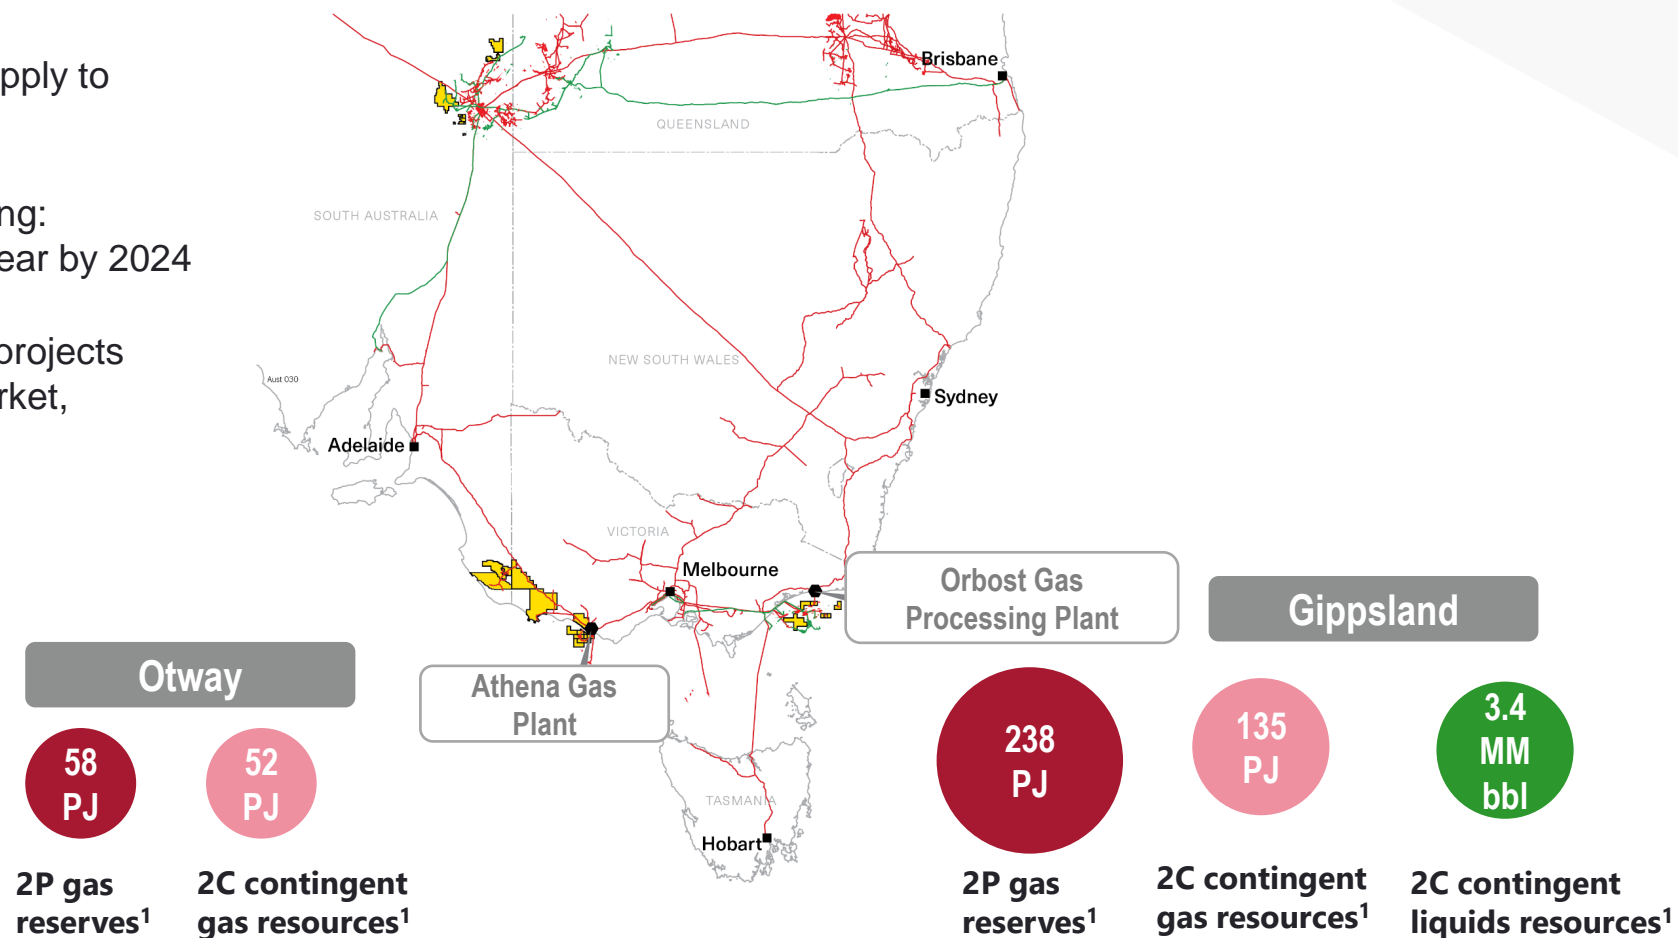 pply to
ng:
ear by 2024
projects
rket,
Brisbane
QUEENSLAND
SOUTH AUSTRALIA
NEW SOUTH WALES
Aust 030
Sydney
Adelaide
VICTORIA
Melbourne
Orbost Gas
Processing Plant
Gippsland
Otway
Athena Gas
Plant
58
PJ
52
PJ
238
PJ
135
PJ
3.4
MM
bbl
TASMANIA
Hobart
2P gas
reserves¹
2C contingent
gas resources¹
2P gas
reserves¹
2C contingent
gas resources¹
2C contingent
liquids resources¹